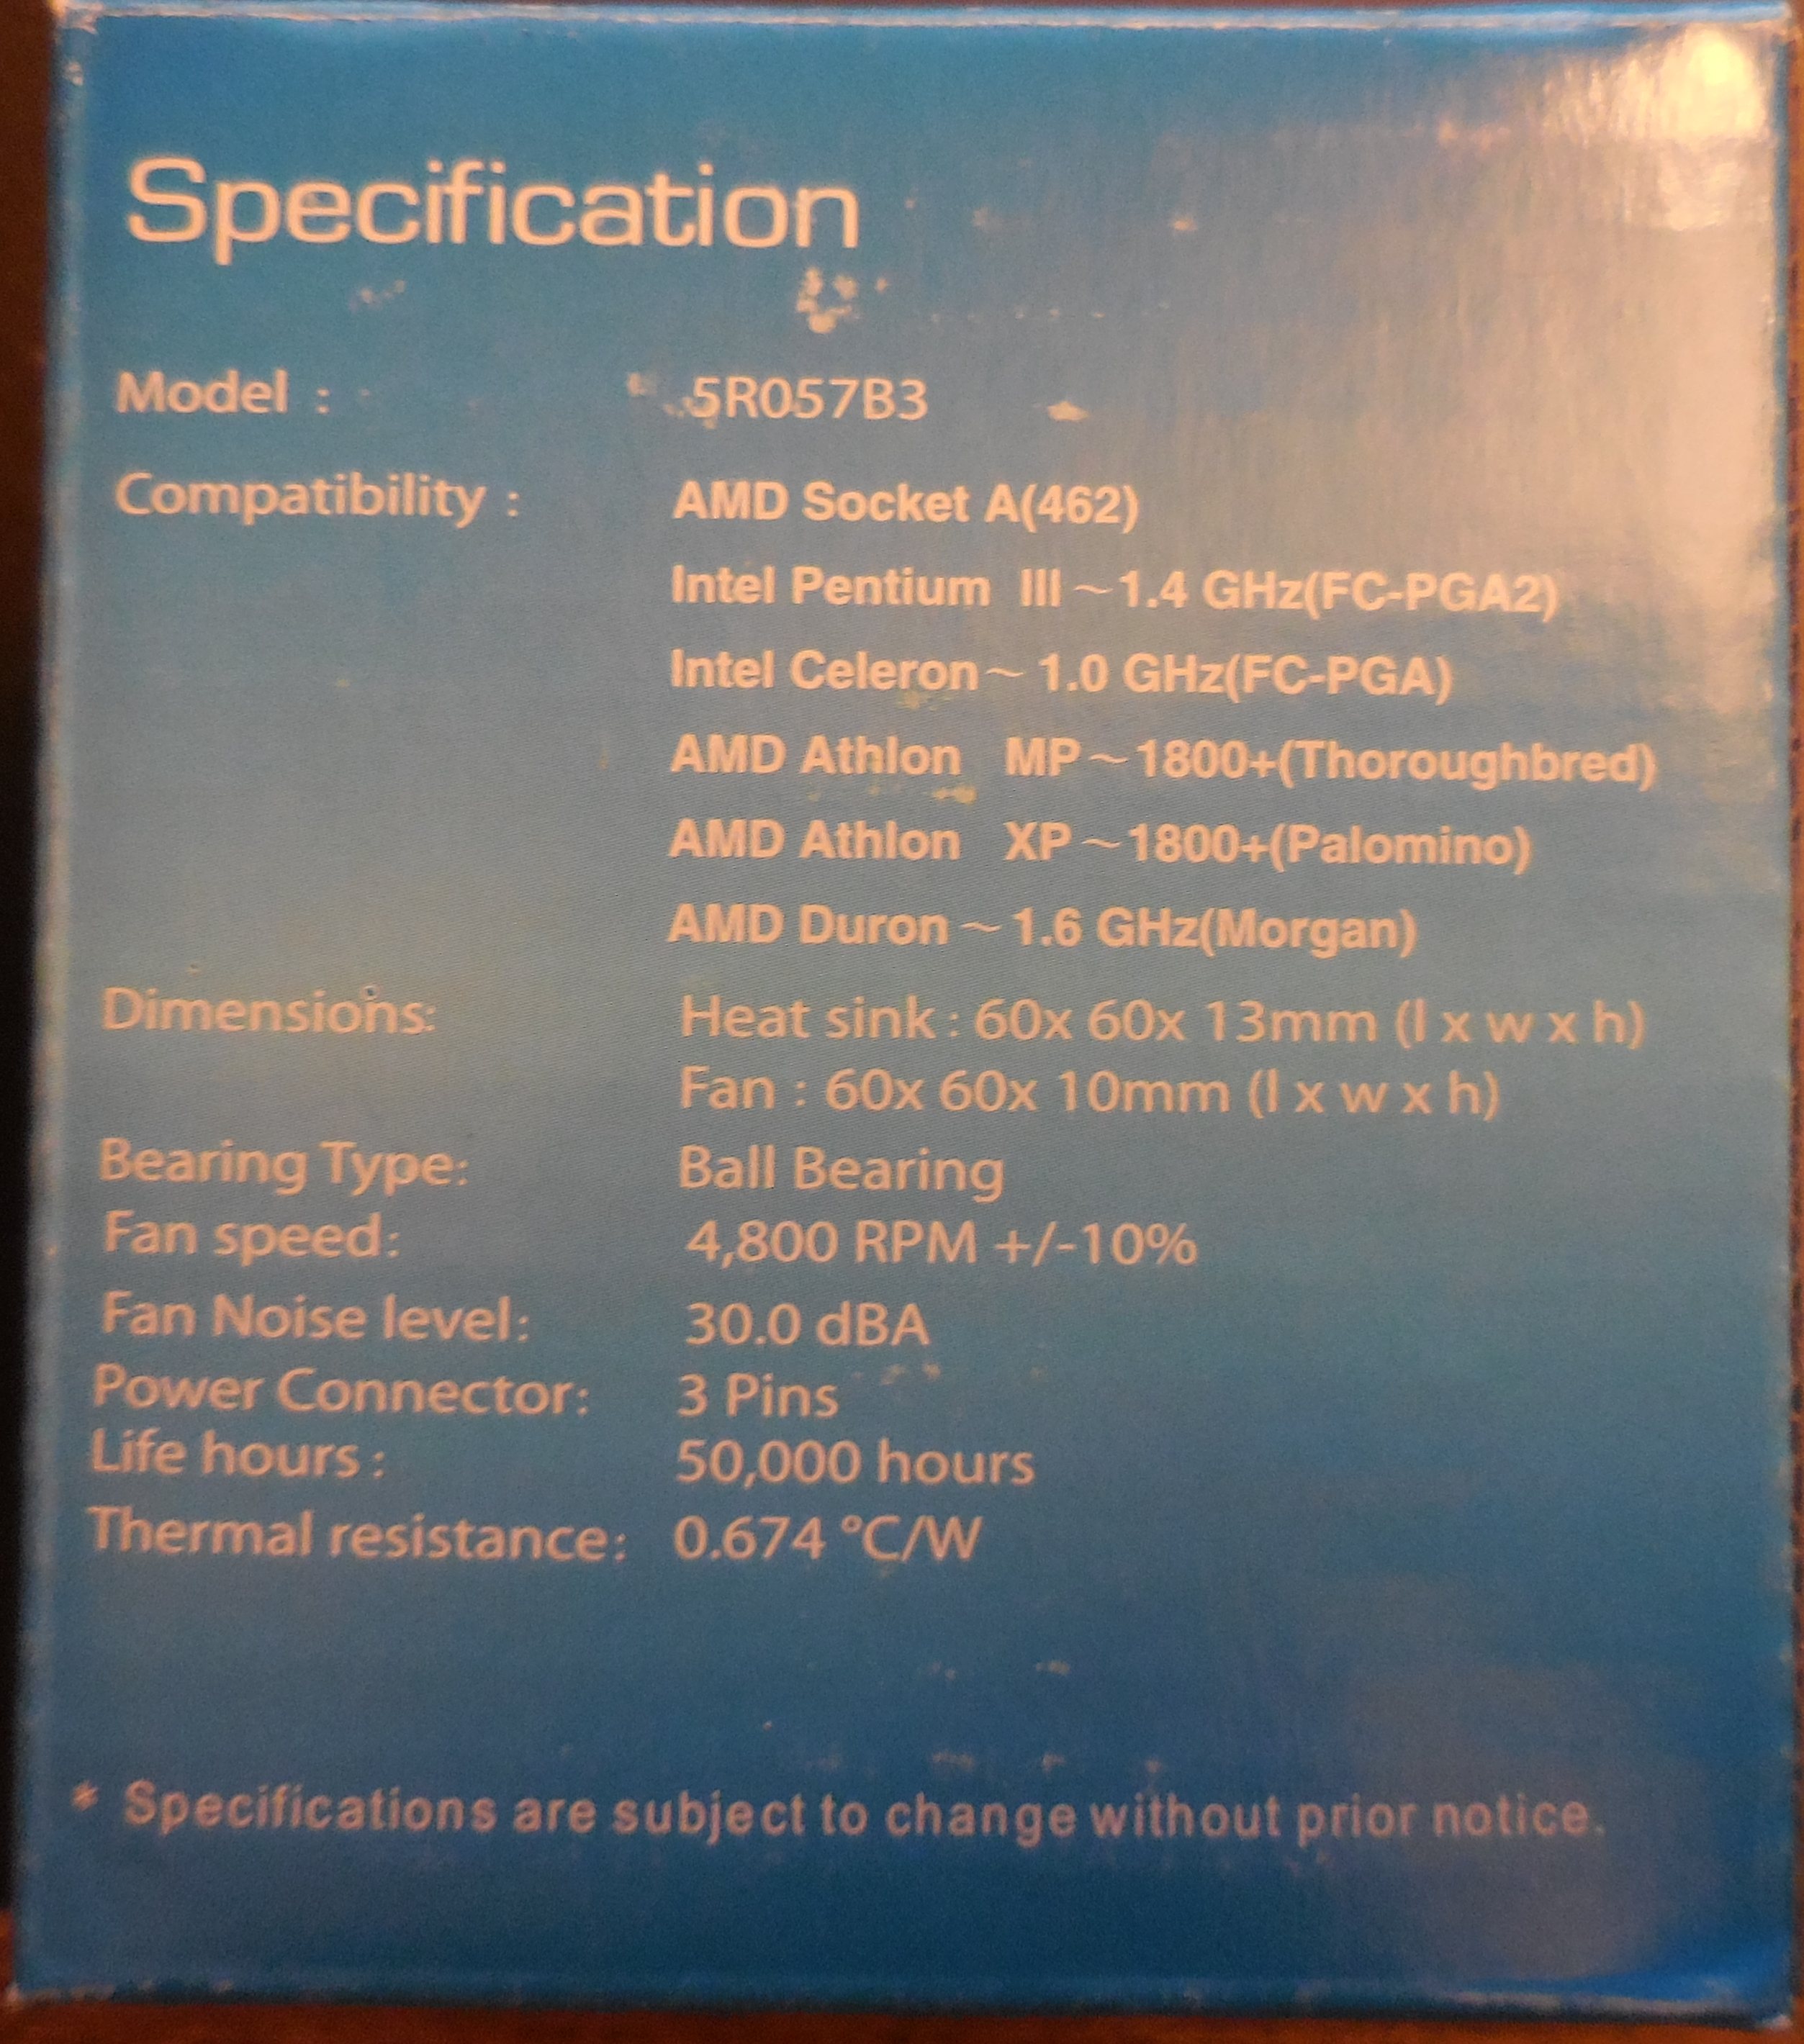 Specification
Model : 5R057B3
Compatibility : AMD Socket A(462)
Intel Pentium III ~ 1.4 GHz(FC-PGA2)
Intel Celeron ~ 1.0 GHz(FC-PGA)
AMD Athlon MP ~ 1800+(Thoroughbred)
AMD Athlon XP ~ 1800+(Palomino)
AMD Duron ~ 1.6 GHz(Morgan)
Dimensions: Heat sink : 60x 60x 13mm (l x w x h)
Fan : 60x 60x 10mm (l x w x h)
Bearing Type: Ball Bearing
Fan speed: 4,800 RPM +/-10%
Fan Noise level: 30.0 dBA
Power Connector: 3 Pins
Life hours : 50,000 hours
Thermal resistance: 0.674 °C/W
* Specifications are subject to change without prior notice.